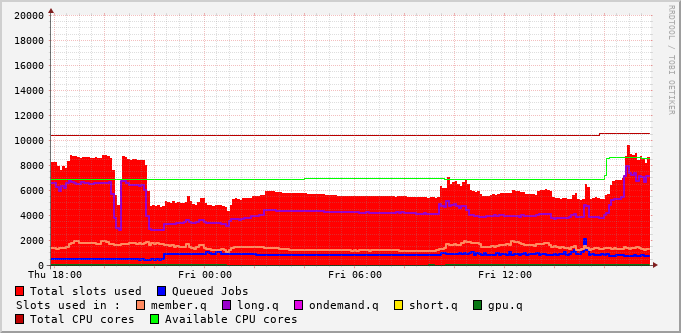 20000
18000
16000
14000
12000
10000
8000
6000
4000
2000
0
Thu 18:00 Fri 00:00 Fri 06:00 Fri 12:00
Total slots used Queued Jobs
Slots used in : member.q long.q ondemand.q short.q gpu.q
Total CPU cores Available CPU cores
RRDTOOL / TOBI OETIKER